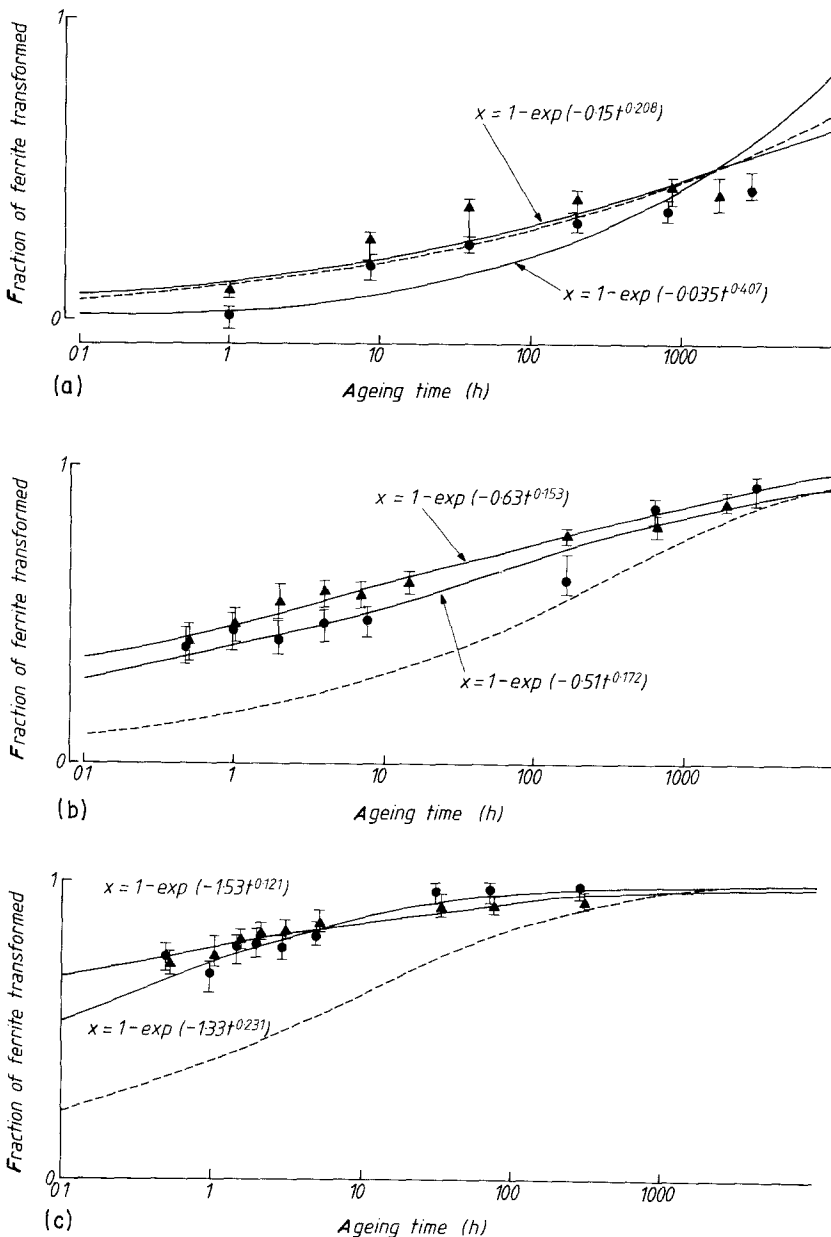 1
Fraction of ferrite transformed
x = 1-exp (-0·15t^0·208)
x = 1-exp (-0·035t^0·407)
0
01 1 10 100 1000
(a)
Ageing time (h)
1
Fraction of ferrite transformed
x = 1-exp (-0·63t^0·153)
x = 1-exp (-0·51t^0·172)
0
01 1 10 100 1000
(b)
Ageing time (h)
1
Fraction of ferrite transformed
x = 1-exp (-1·53t^0·121)
x = 1-exp (-1·33t^0·231)
0
01 1 10 100 1000
(c)
Ageing time (h)